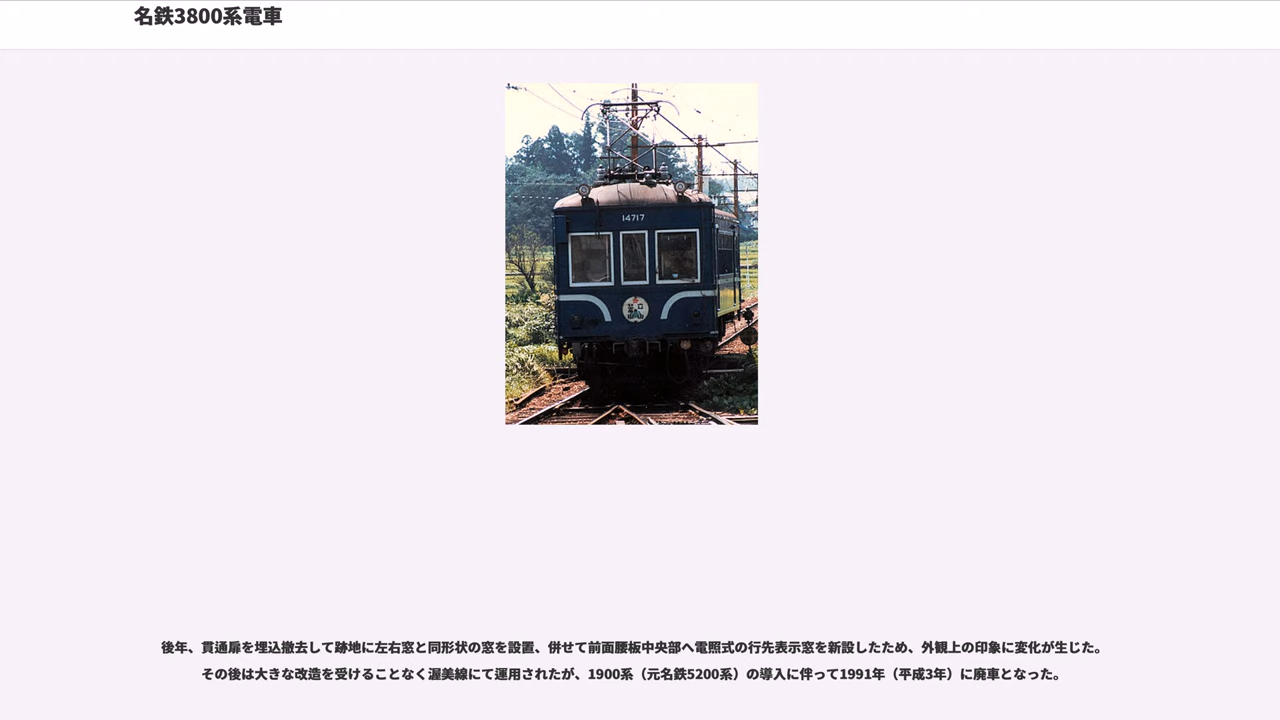 名鉄3800系電車
14717
後年、貫通扉を埋込撤去して跡地に左右窓と同形状の窓を設置、併せて前面腰板中央部へ電照式の行先表示窓を新設したため、外観上の印象に変化が生じた。
その後は大きな改造を受けることなく渥美線にて運用されたが、1900系（元名鉄5200系）の導入に伴って1991年（平成3年）に廃車となった。